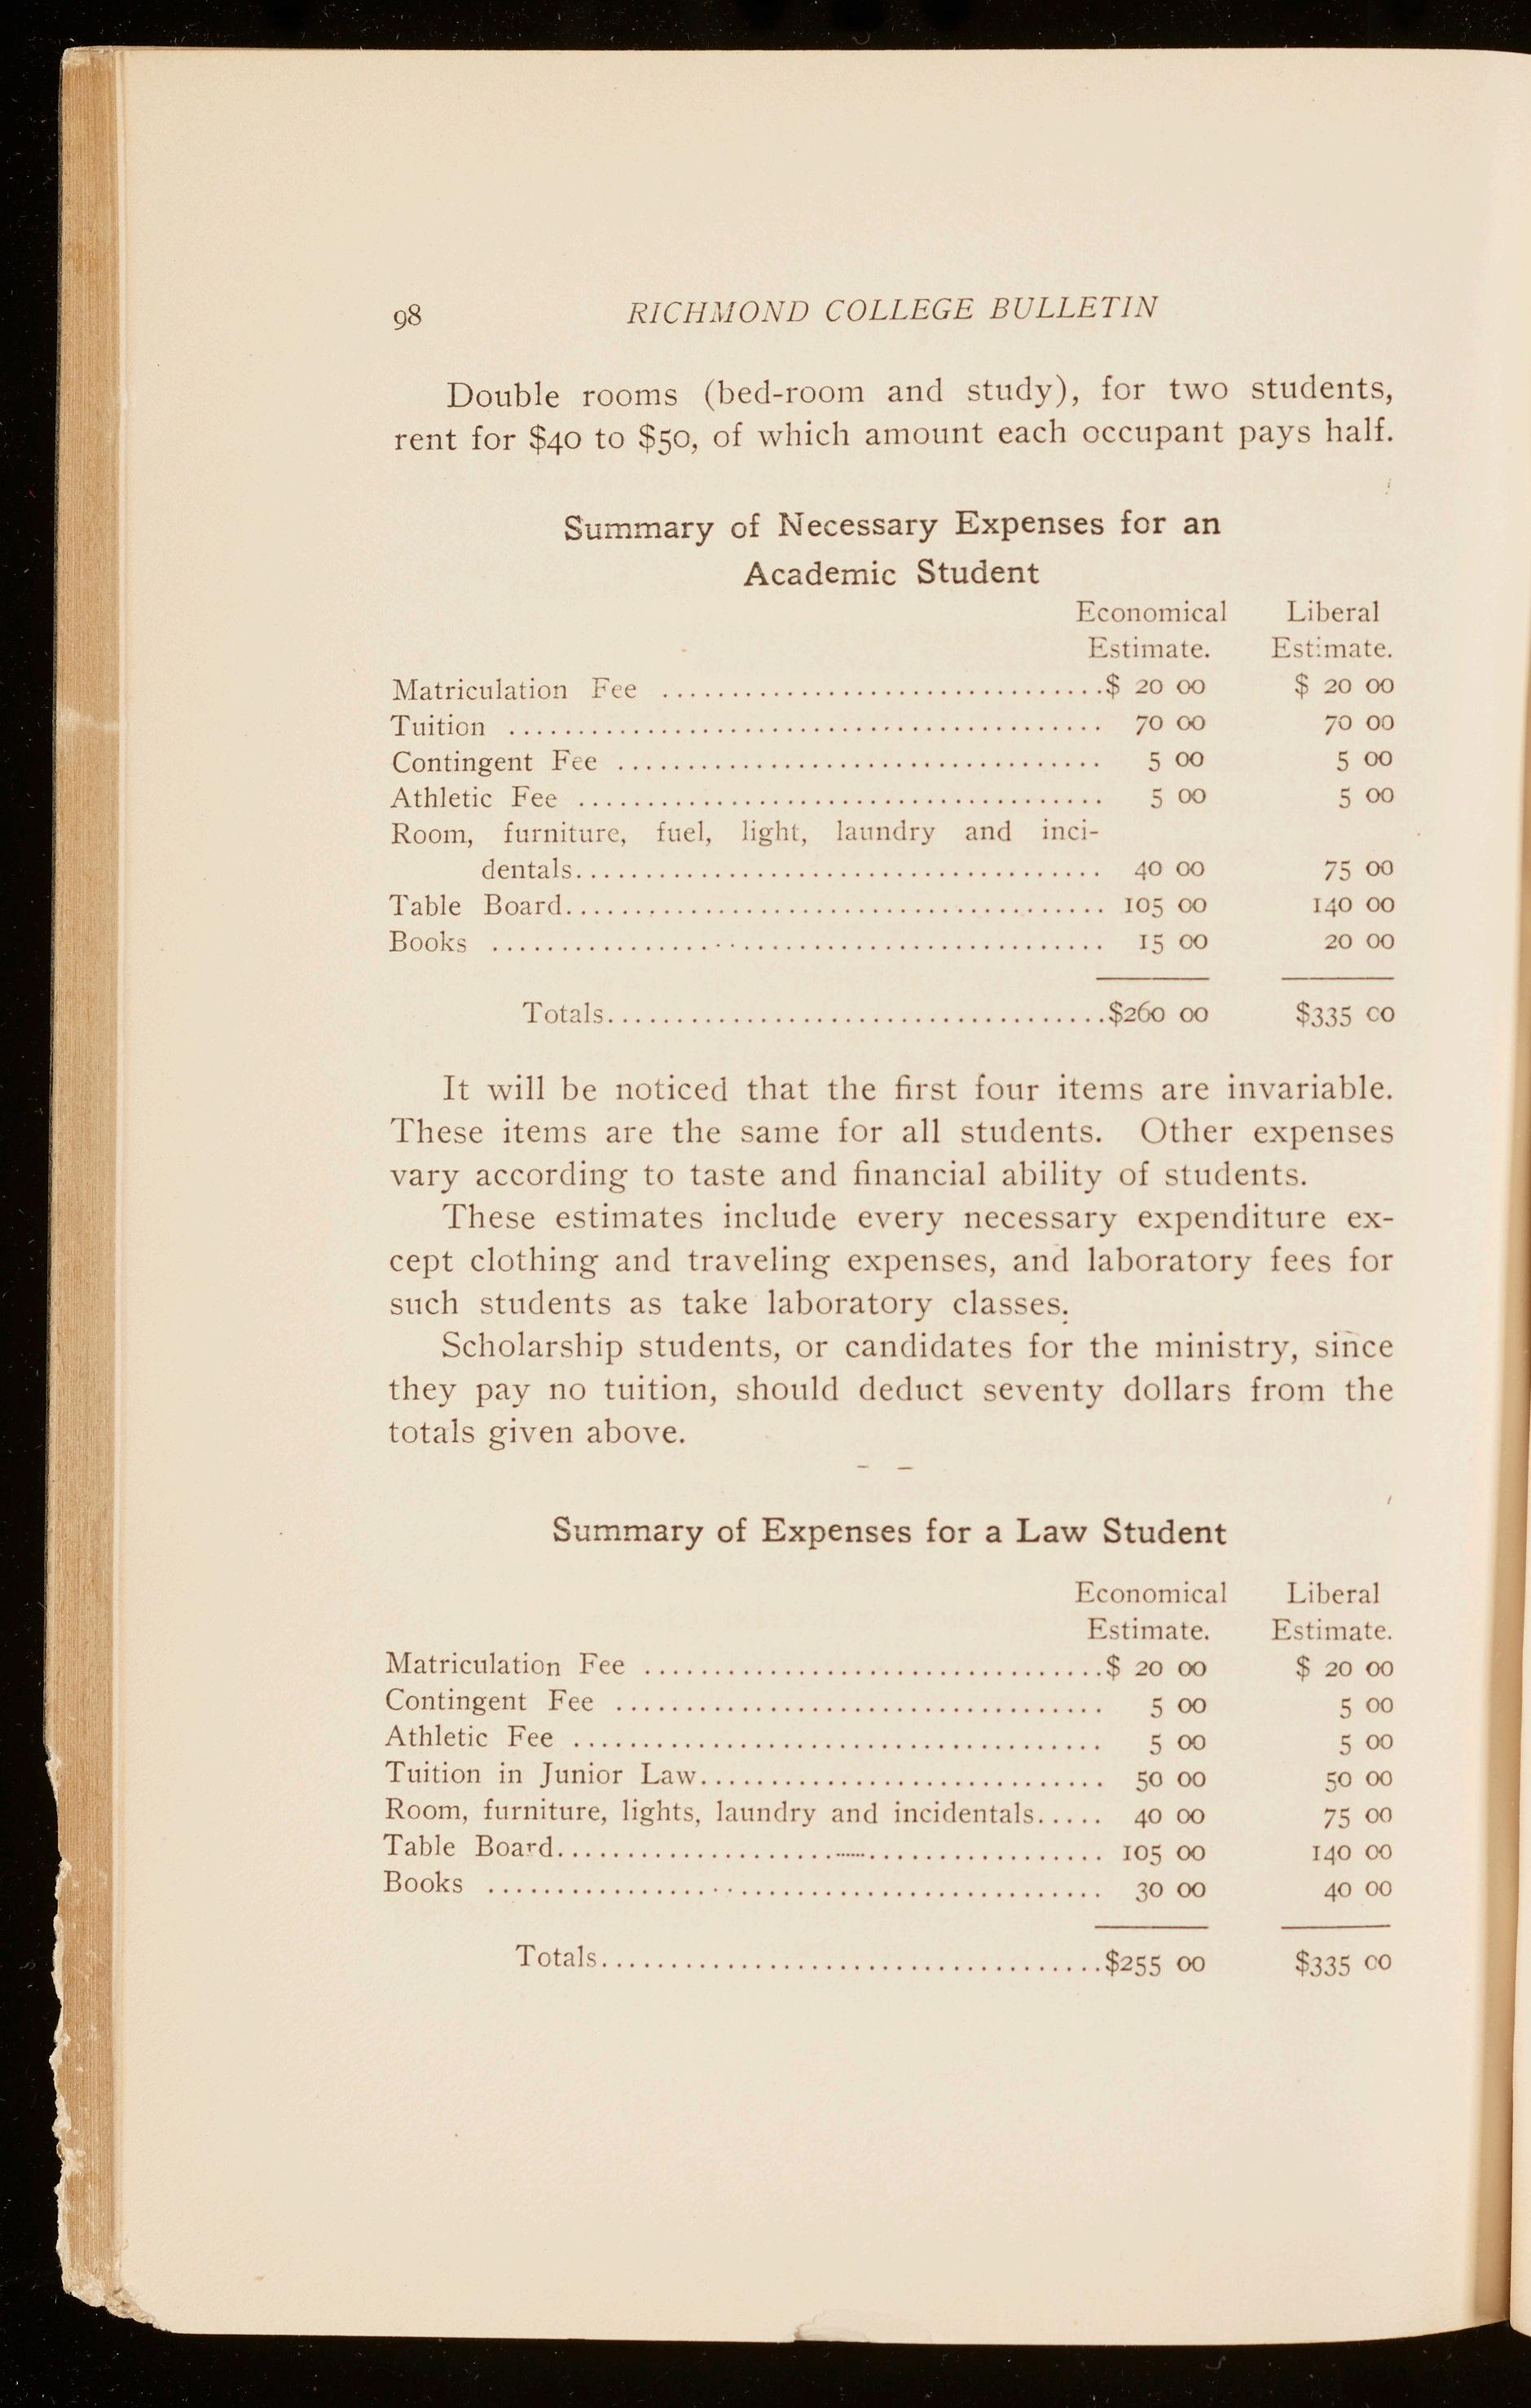 98 RICHMOND COLLEGE BULLETIN
Double rooms (bed-room and study), for two students,
rent for $40 to $50, of which amount each occupant pays half.
Summary of Necessary Expenses for an
Academic Student
Economical Liberal
Estimate. Estimate.
Matriculation Fee ................................$ 20 00 $ 20 00
Tuition ........................................... 70 00 70 00
Contingent Fee ................................... 5 00 5 00
Athletic Fee ...................................... 5 00 5 00
Room, furniture, fuel, light, laundry and inci-
dentals...................................... 40 00 75 00
Table Board....................................... 105 00 140 00
Books ............................................ 15 00 20 00
Totals....................................$260 00 $335 00
It will be noticed that the first four items are invariable.
These items are the same for all students. Other expenses
vary according to taste and financial ability of students.
These estimates include every necessary expenditure ex-
cept clothing and traveling expenses, and laboratory fees for
such students as take laboratory classes.
Scholarship students, or candidates for the ministry, since
they pay no tuition, should deduct seventy dollars from the
totals given above.
Summary of Expenses for a Law Student
Economical Liberal
Estimate. Estimate.
Matriculation Fee .................................$ 20 00 $ 20 00
Contingent Fee ................................... 5 00 5 00
Athletic Fee ...................................... 5 00 5 00
Tuition in Junior Law............................. 50 00 50 00
Room, furniture, lights, laundry and incidentals..... 40 00 75 00
Table Board....................................... 105 00 140 00
Books ............................................ 30 00 40 00
Totals....................................$255 00 $335 00